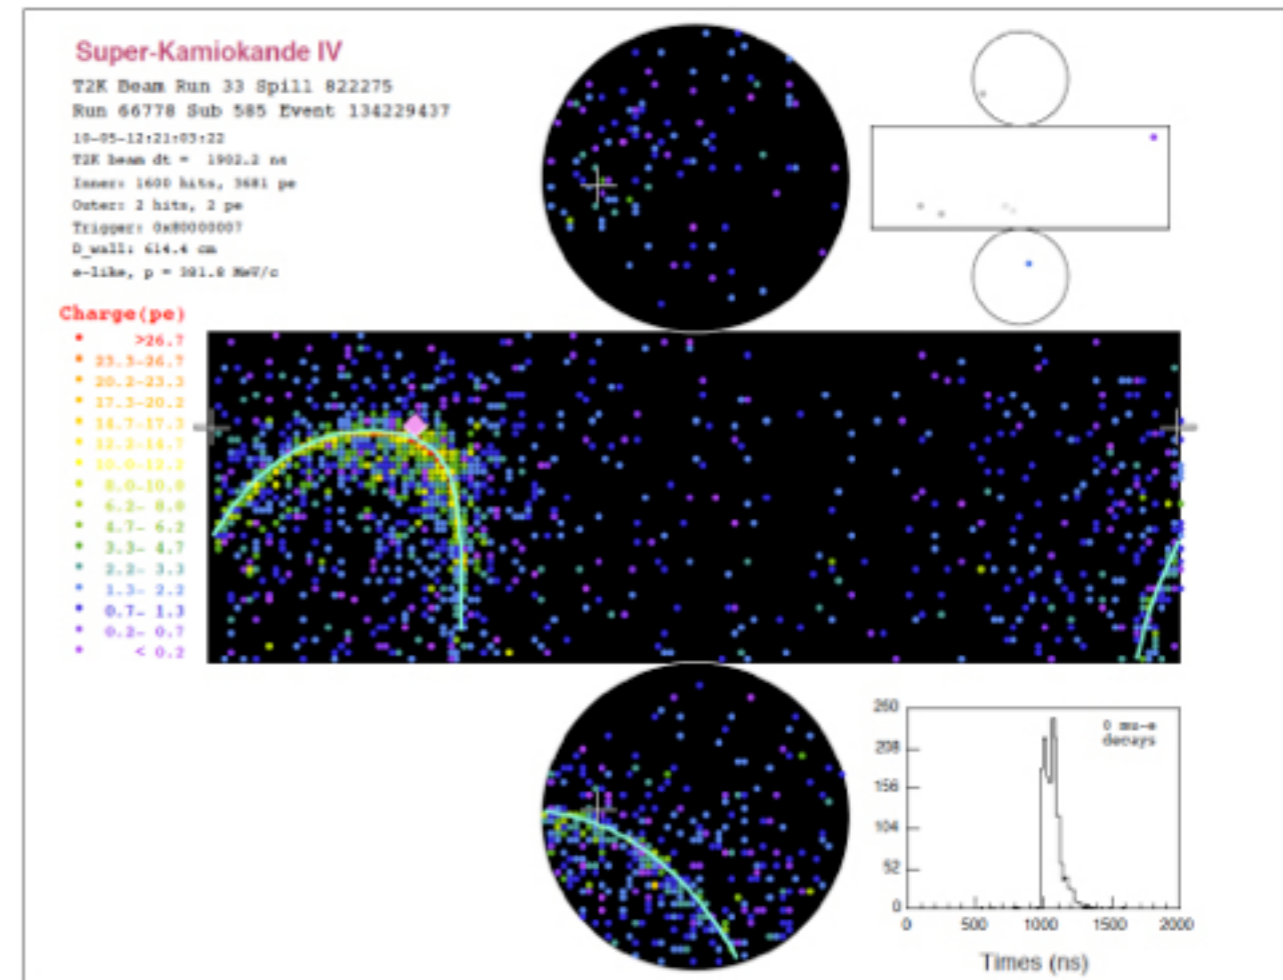 Super-Kamiokande IV
T2K Beam Run 33 Spill 822275
Run 66778 Sub 585 Event 134229437
10-05-12:21:03:22
T2K beam dt = 1902.2 ns
Inner: 1600 hits, 3681 pe
Outer: 2 hits, 2 pe
Trigger: 0x80000007
D_wall: 614.4 cm
e-like, p = 381.8 MeV/c
Charge(pe)
>26.7
23.3-26.7
20.2-23.3
17.3-20.2
14.7-17.3
12.2-14.7
10.0-12.2
8.0-10.0
6.2- 8.0
4.7- 6.2
3.3- 4.7
2.2- 3.3
1.3- 2.2
0.7- 1.3
0.2- 0.7
< 0.2
0 mu-e
decays
260
208
156
104
52
0
0 500 1000 1500 2000
Times (ns)